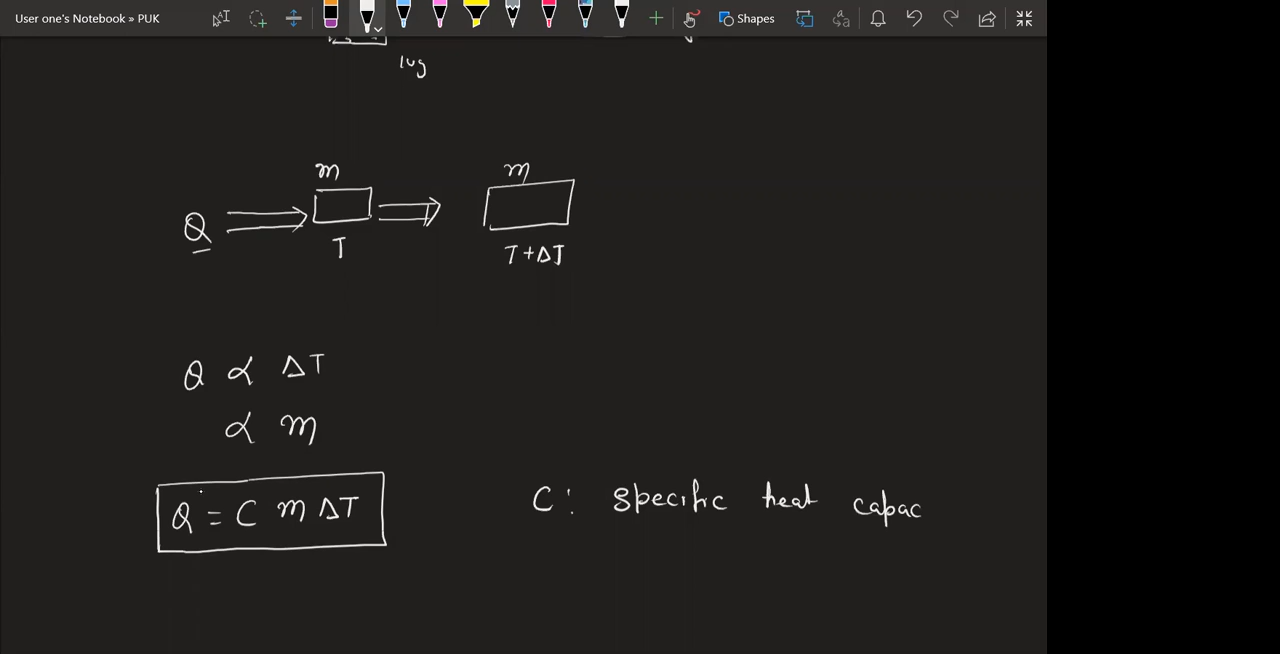 User one's Notebook » PUK
Shapes
m m
Q T T + ΔT
Q ∝ ΔT
∝ m
Q = C m ΔT
C : specific heat capac